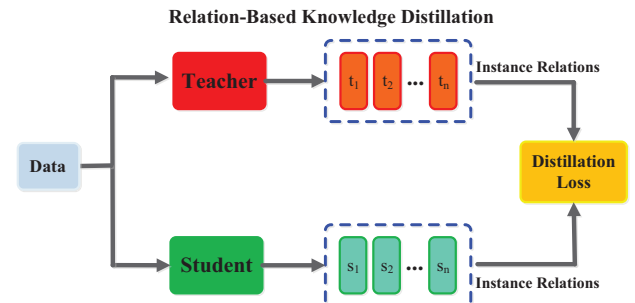 Relation-Based Knowledge Distillation
Teacher
t₁ t₂ ... tₙ
Instance Relations
Data
Distillation
Loss
Student
s₁ s₂ ... sₙ
Instance Relations